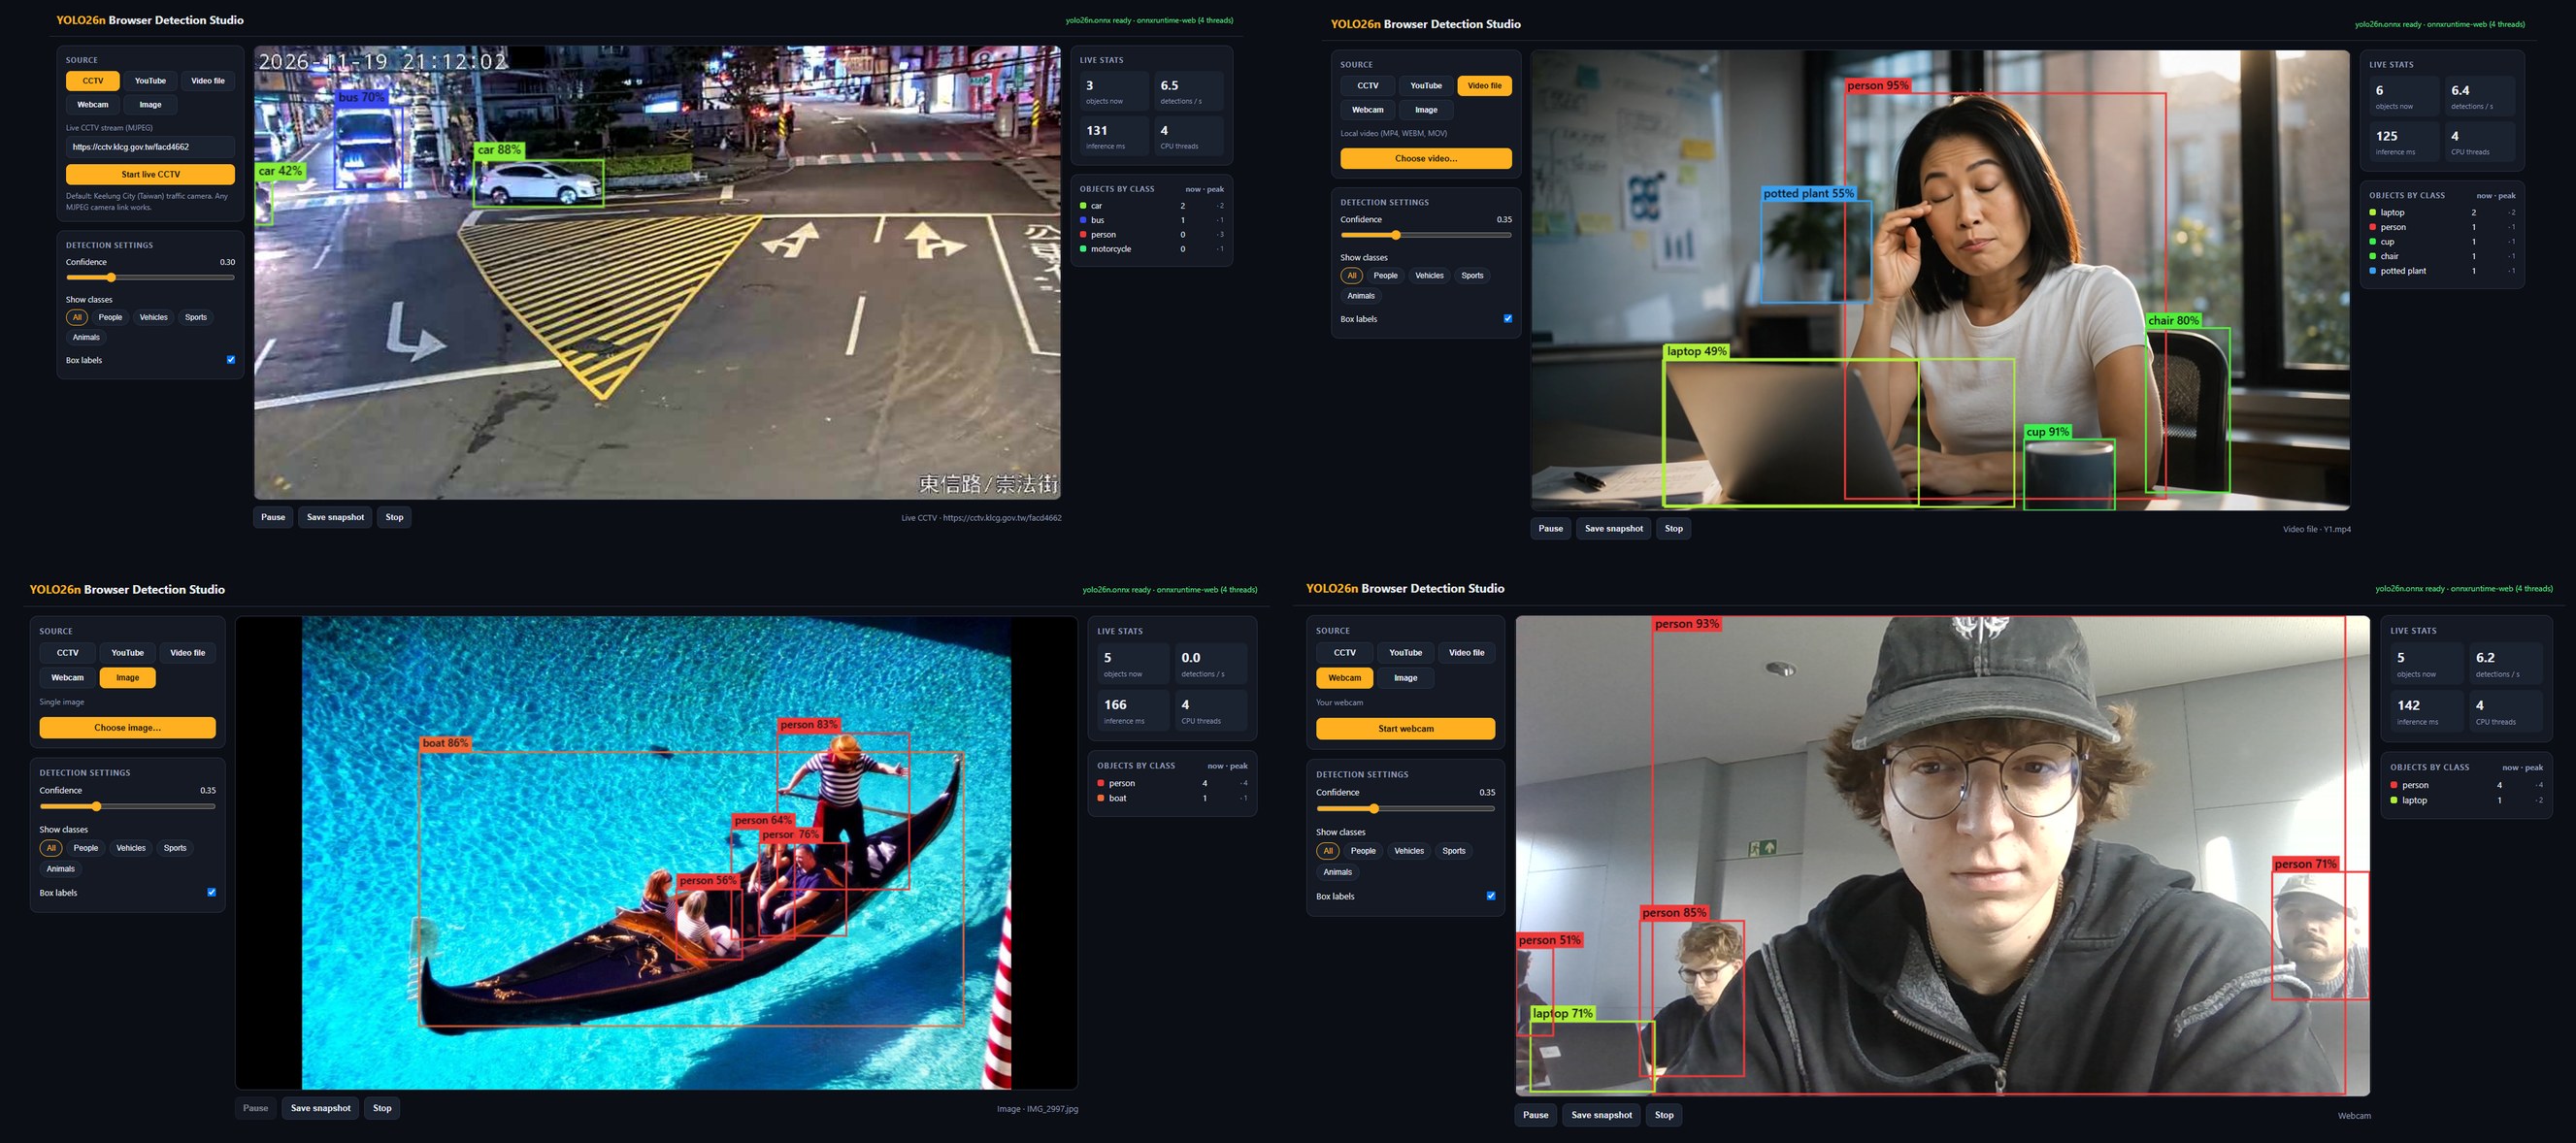 YOLO26n Browser Detection Studio
yolo26n.onnx ready · onnxruntime-web (4 threads)
SOURCE
CCTV YouTube Video file
Webcam Image
Live CCTV stream (MJPEG)
https://cctv.klcg.gov.tw/facd4662
Start live CCTV
Default: Keelung City (Taiwan) traffic camera. Any
MJPEG camera link works.
DETECTION SETTINGS
Confidence 0.30
Show classes
All People Vehicles Sports
Animals
Box labels
2026-11-19 21:12:02
bus 70%
car 88%
car 42%
東信路/崇法街
Pause Save snapshot Stop
Live CCTV · https://cctv.klcg.gov.tw/facd4662
LIVE STATS
3 6.5
objects now detections / s
131 4
inference ms CPU threads
OBJECTS BY CLASS now · peak
car 2 · 2
bus 1 · 1
person 0 · 3
motorcycle 0 · 1
YOLO26n Browser Detection Studio
yolo26n.onnx ready · onnxruntime-web (4 threads)
SOURCE
CCTV YouTube Video file
Webcam Image
Local video (MP4, WEBM, MOV)
Choose video...
DETECTION SETTINGS
Confidence 0.35
Show classes
All People Vehicles Sports
Animals
Box labels
person 95%
potted plant 55%
chair 80%
laptop 49%
cup 91%
Pause Save snapshot Stop
Video file · Y1.mp4
LIVE STATS
6 6.4
objects now detections / s
125 4
inference ms CPU threads
OBJECTS BY CLASS now · peak
laptop 2 · 2
person 1 · 1
cup 1 · 1
chair 1 · 1
potted plant 1 · 1
YOLO26n Browser Detection Studio
yolo26n.onnx ready · onnxruntime-web (4 threads)
SOURCE
CCTV YouTube Video file
Webcam Image
Single image
Choose image...
DETECTION SETTINGS
Confidence 0.35
Show classes
All People Vehicles Sports
Animals
Box labels
person 83%
boat 86%
person 64%
person 76%
person 56%
Pause Save snapshot Stop
Image · IMG_2997.jpg
LIVE STATS
5 0.0
objects now detections / s
166 4
inference ms CPU threads
OBJECTS BY CLASS now · peak
person 4 · 4
boat 1 · 1
YOLO26n Browser Detection Studio
yolo26n.onnx ready · onnxruntime-web (4 threads)
SOURCE
CCTV YouTube Video file
Webcam Image
Your webcam
Start webcam
DETECTION SETTINGS
Confidence 0.35
Show classes
All People Vehicles Sports
Animals
Box labels
person 93%
person 71%
person 85%
person 51%
laptop 71%
Pause Save snapshot Stop
Webcam
LIVE STATS
5 6.2
objects now detections / s
142 4
inference ms CPU threads
OBJECTS BY CLASS now · peak
person 4 · 4
laptop 1 · 2